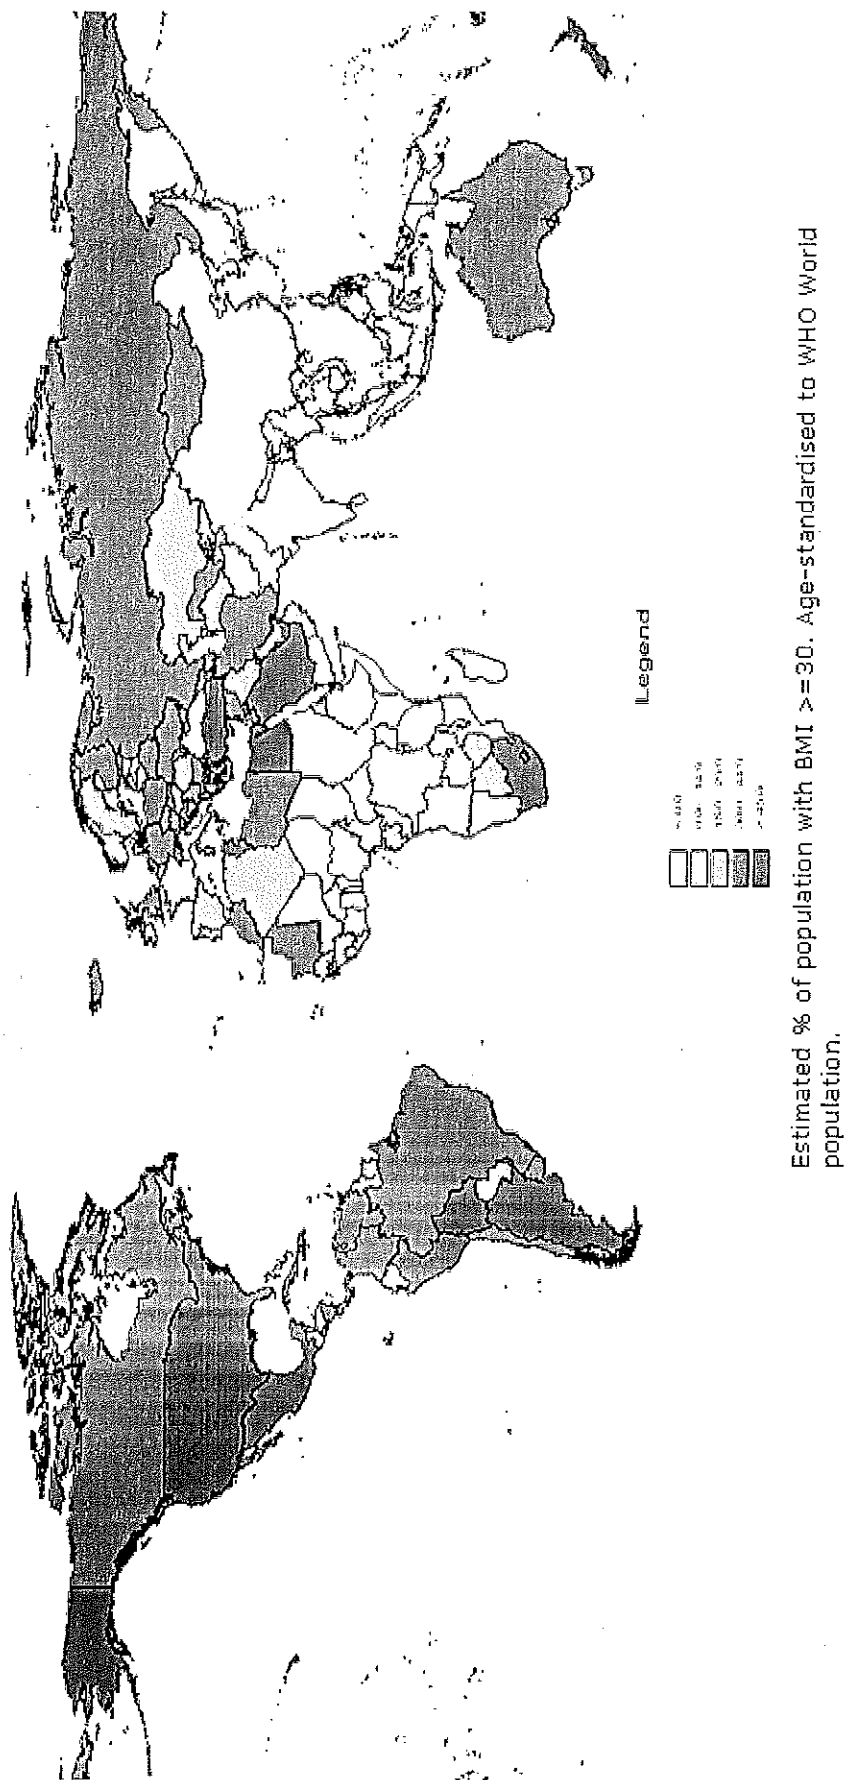 Legend
Estimated % of population with BMI >=30. Age-standardised to WHO World
population.